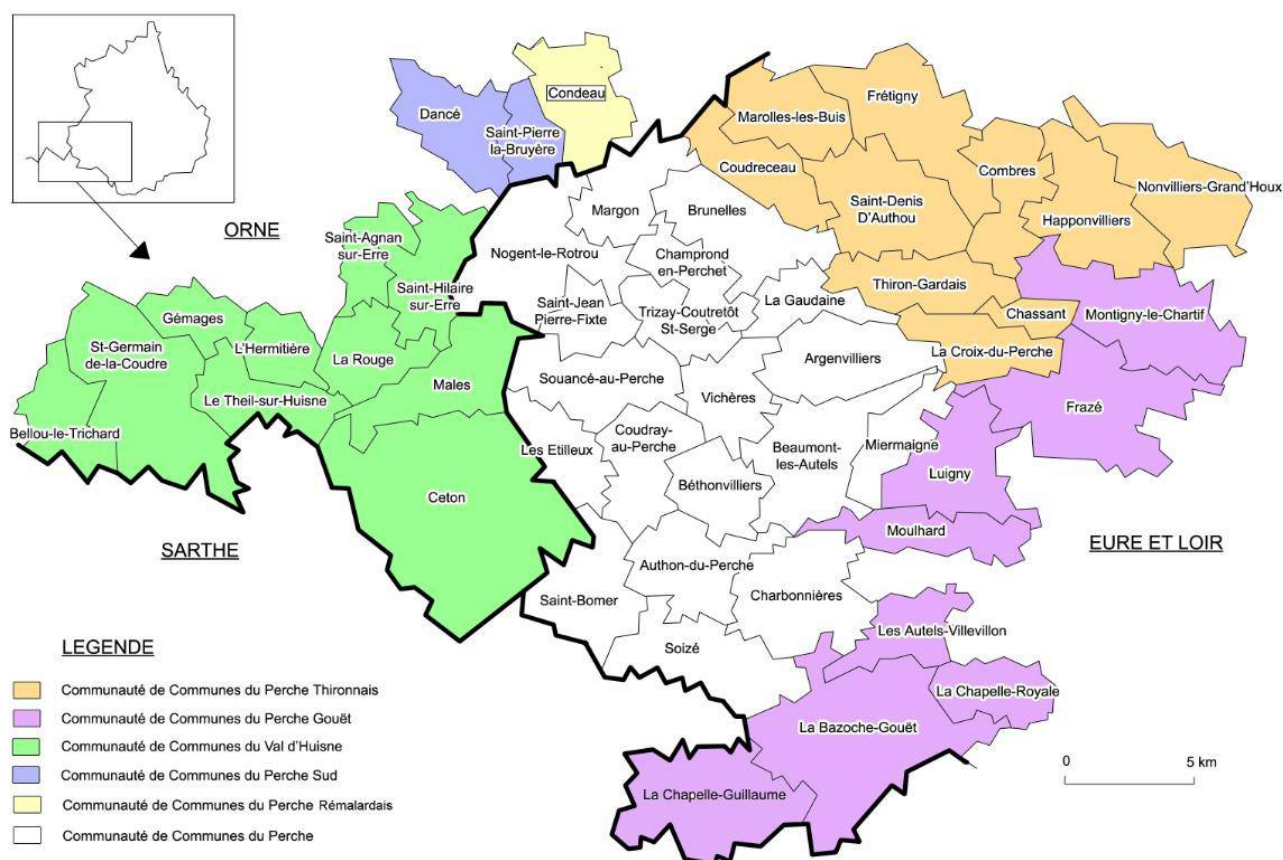 Condeau
Dancé
Saint-Pierre
la-Bruyère
Frétigny
Marolles-les-Buis
Coudreceau
Combres
Nonvilliers-Grand'Houx
Saint-Denis
D'Authou
Happonvilliers
ORNE
Margon
Brunelles
Saint-Agnan
sur-Erre
Nogent-le-Rotrou
Champrond
en-Perchet
Saint-Hilaire
sur-Erre
Thiron-Gardais
La Gaudaine
Saint-Jean
Pierre-Fixte
Trizay-Coutretôt
St-Serge
Chassant
Montigny-le-Chartif
Gémages
St-Germain
de-la-Coudre
L'Hermitière
La Rouge
Argenvilliers
La Croix-du-Perche
Males
Souancé-au-Perche
Le Theil-sur-Huisne
Vichères
Frazé
Bellou-le-Trichard
Les Etilleux
Coudray-
au-Perche
Beaumont-
les-Autels
Miermaigne
Luigny
Béthonvilliers
Ceton
Moulhard
SARTHE
EURE ET LOIR
Authon-du-Perche
Saint-Bomer
Charbonnières
Les Autels-Villevillon
Soizé
La Chapelle-Royale
La Bazoche-Gouët
La Chapelle-Guillaume
0 5 km
LEGENDE
Communauté de Communes du Perche Thironnais
Communauté de Communes du Perche Gouët
Communauté de Communes du Val d'Huisne
Communauté de Communes du Perche Sud
Communauté de Communes du Perche Rémalardais
Communauté de Communes du Perche